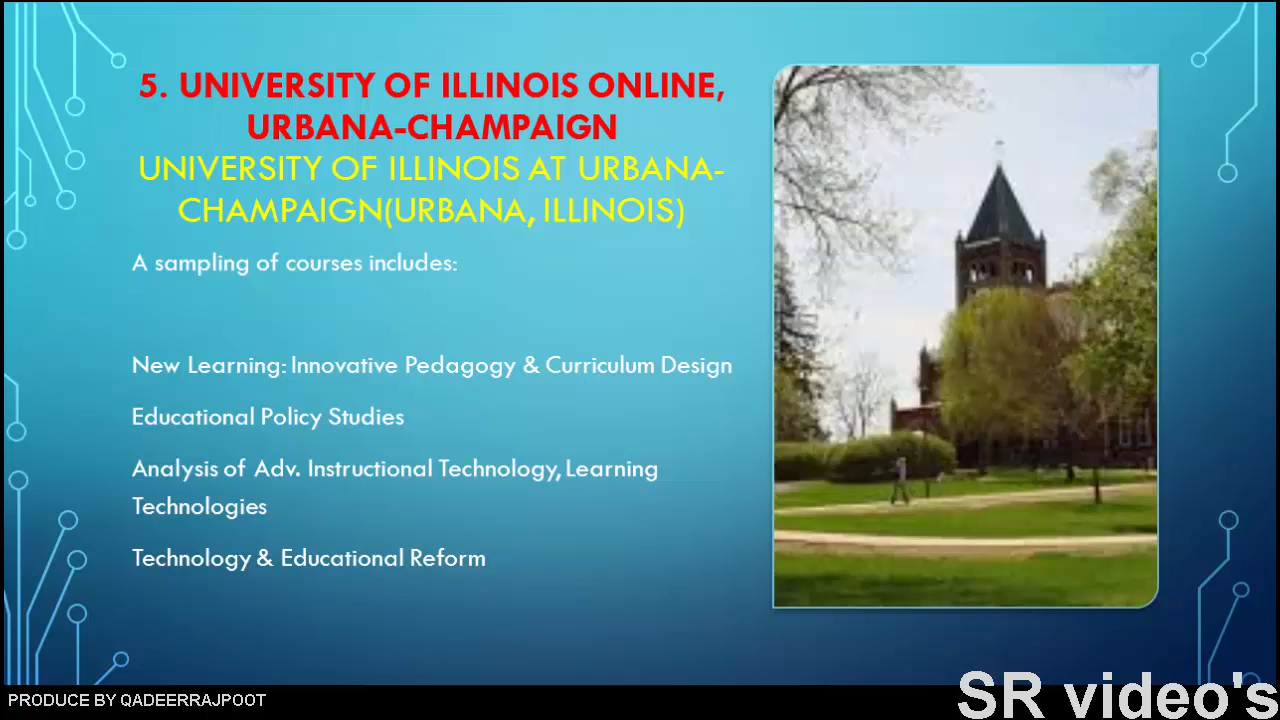 5. UNIVERSITY OF ILLINOIS ONLINE,
URBANA-CHAMPAIGN
UNIVERSITY OF ILLINOIS AT URBANA-
CHAMPAIGN(URBANA, ILLINOIS)
A sampling of courses includes:
New Learning: Innovative Pedagogy & Curriculum Design
Educational Policy Studies
Analysis of Adv. Instructional Technology, Learning
Technologies
Technology & Educational Reform
PRODUCE BY QADEERRAJPOOT
SR video's